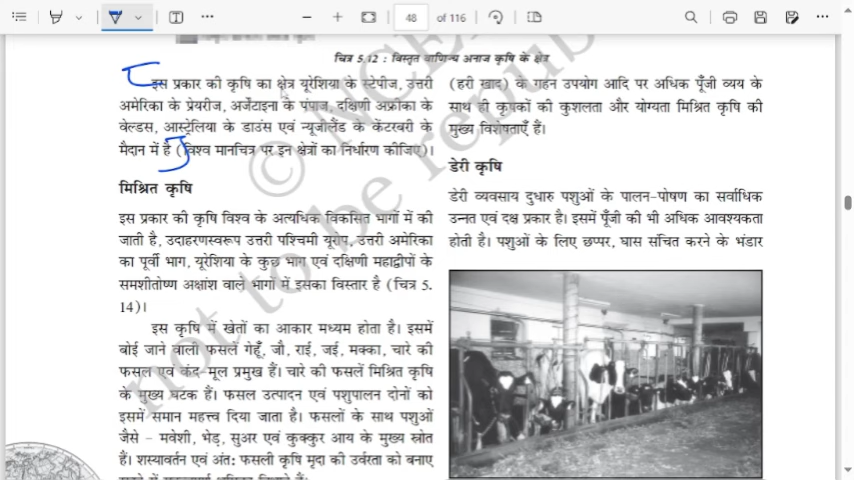 48 of 116
चित्र 5.12 : विस्तृत वाणिज्य अनाज कृषि के क्षेत्र
इस प्रकार की कृषि का क्षेत्र यूरेशिया के स्टेपीज, उत्तरी
अमेरिका के प्रेयरीज, अर्जेंटाइना के पंपाज, दक्षिणी अफ्रीका के
वेल्डस, आस्ट्रेलिया के डाउंस एवं न्यूजीलैंड के केंटरबरी के
मैदान में है (विश्व मानचित्र पर इन क्षेत्रों का निर्धारण कीजिए)।
मिश्रित कृषि
इस प्रकार की कृषि विश्व के अत्यधिक विकसित भागों में की
जाती है, उदाहरणस्वरूप उत्तरी पश्चिमी यूरोप, उत्तरी अमेरिका
का पूर्वी भाग, यूरेशिया के कुछ भाग एवं दक्षिणी महाद्वीपों के
समशीतोष्ण अक्षांश वाले भागों में इसका विस्तार है (चित्र 5.
14)।
इस कृषि में खेतों का आकार मध्यम होता है। इसमें
बोई जाने वाली फसलें गेहूँ, जौ, राई, जई, मक्का, चारे की
फसल एवं कंद-मूल प्रमुख हैं। चारे की फसलें मिश्रित कृषि
के मुख्य घटक हैं। फसल उत्पादन एवं पशुपालन दोनों को
इसमें समान महत्त्व दिया जाता है। फसलों के साथ पशुओं
जैसे - मवेशी, भेड़, सुअर एवं कुक्कुर आय के मुख्य स्रोत
हैं। शस्यावर्तन एवं अंत: फसली कृषि मृदा की उर्वरता को बनाए
(हरी खाद) के गहन उपयोग आदि पर अधिक पूँजी व्यय के
साथ ही कृषकों की कुशलता और योग्यता मिश्रित कृषि की
मुख्य विशेषताएँ हैं।
डेरी कृषि
डेरी व्यवसाय दुधारु पशुओं के पालन-पोषण का सर्वाधिक
उन्नत एवं दक्ष प्रकार है। इसमें पूँजी की भी अधिक आवश्यकता
होती है। पशुओं के लिए छप्पर, घास संचित करने के भंडार
© NCE
not to be repub